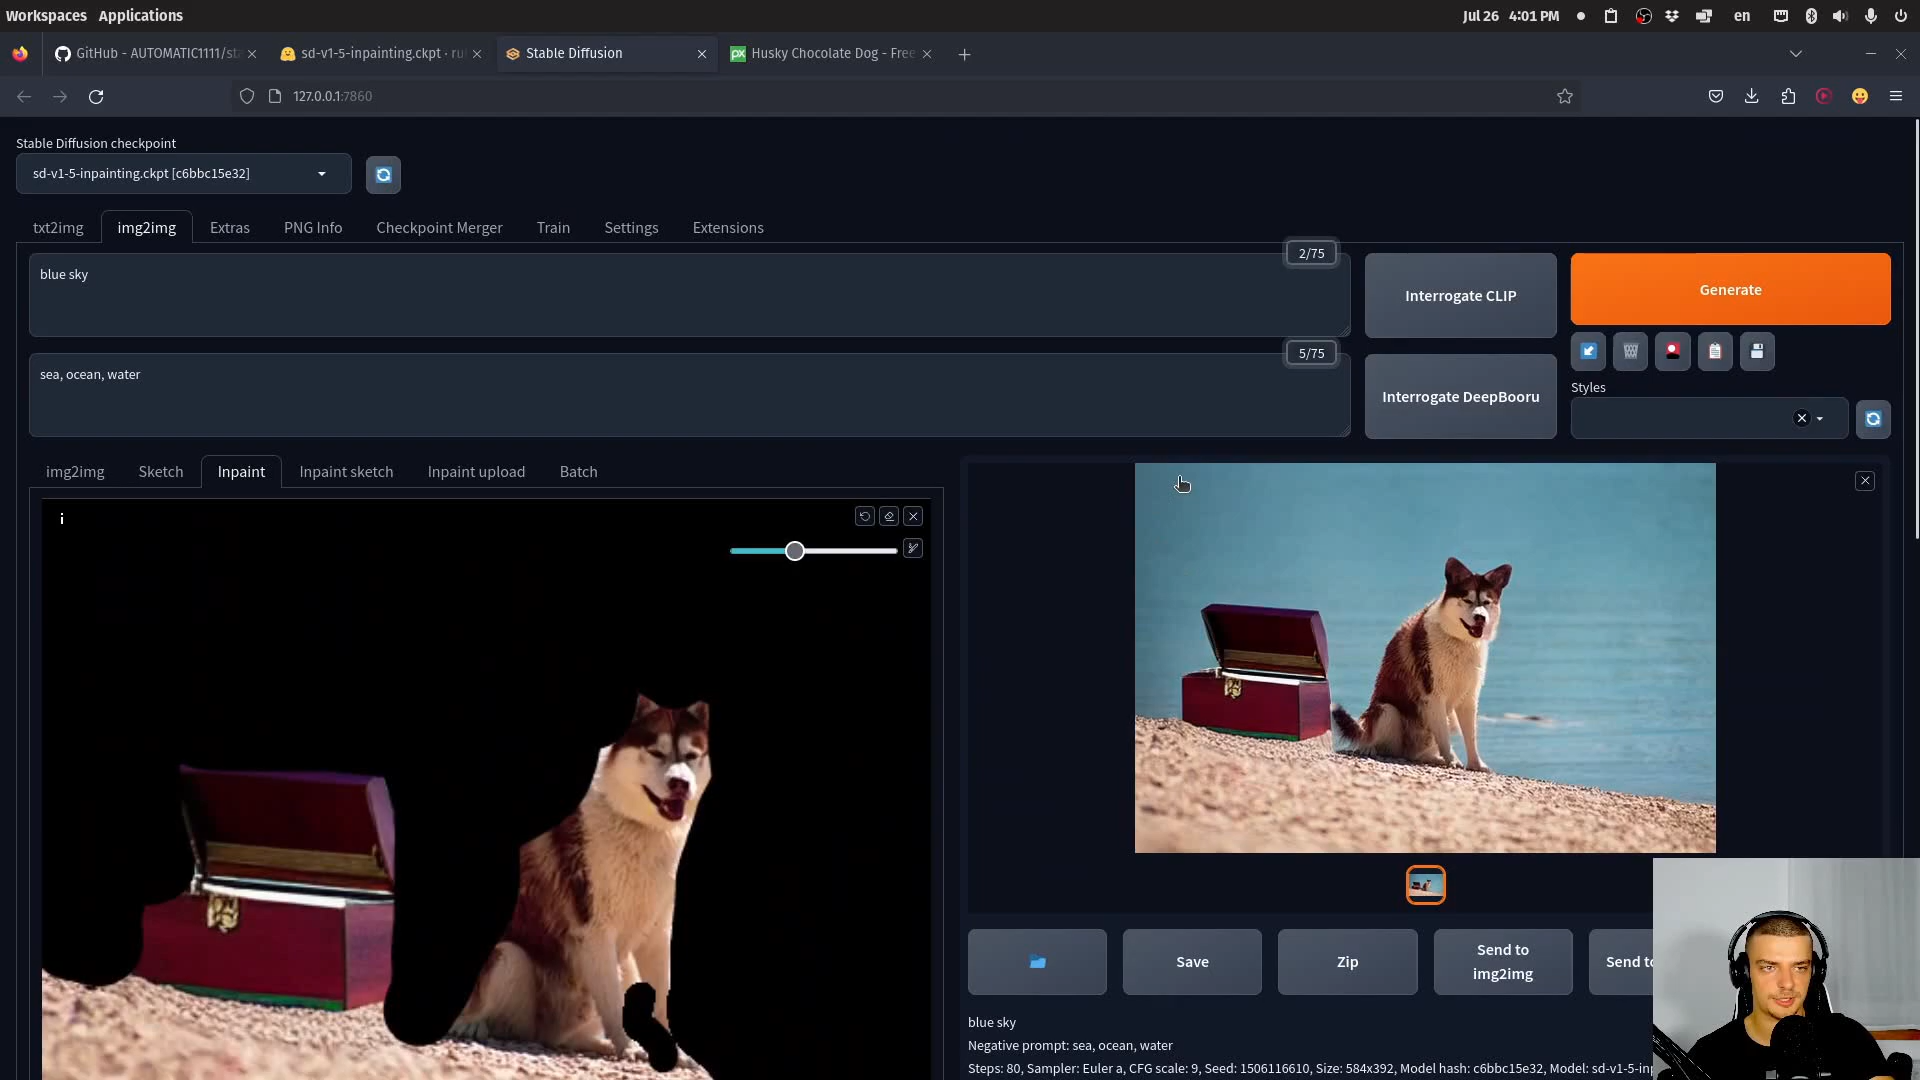 Workspaces Applications Jul 26 4:01 PM en
GitHub - AUTOMATIC1111/sta sd-v1-5-inpainting.ckpt · ru Stable Diffusion px Husky Chocolate Dog - Free
127.0.0.1:7860
Stable Diffusion checkpoint
sd-v1-5-inpainting.ckpt [c6bbc15e32]
txt2img img2img Extras PNG Info Checkpoint Merger Train Settings Extensions
2/75
blue sky
Interrogate CLIP
Generate
5/75
sea, ocean, water
Interrogate DeepBooru
Styles
img2img Sketch Inpaint Inpaint sketch Inpaint upload Batch
i
Save
Zip
Send to
img2img
Send to
blue sky
Negative prompt: sea, ocean, water
Steps: 80, Sampler: Euler a, CFG scale: 9, Seed: 1506116610, Size: 584x392, Model hash: c6bbc15e32, Model: sd-v1-5-inp